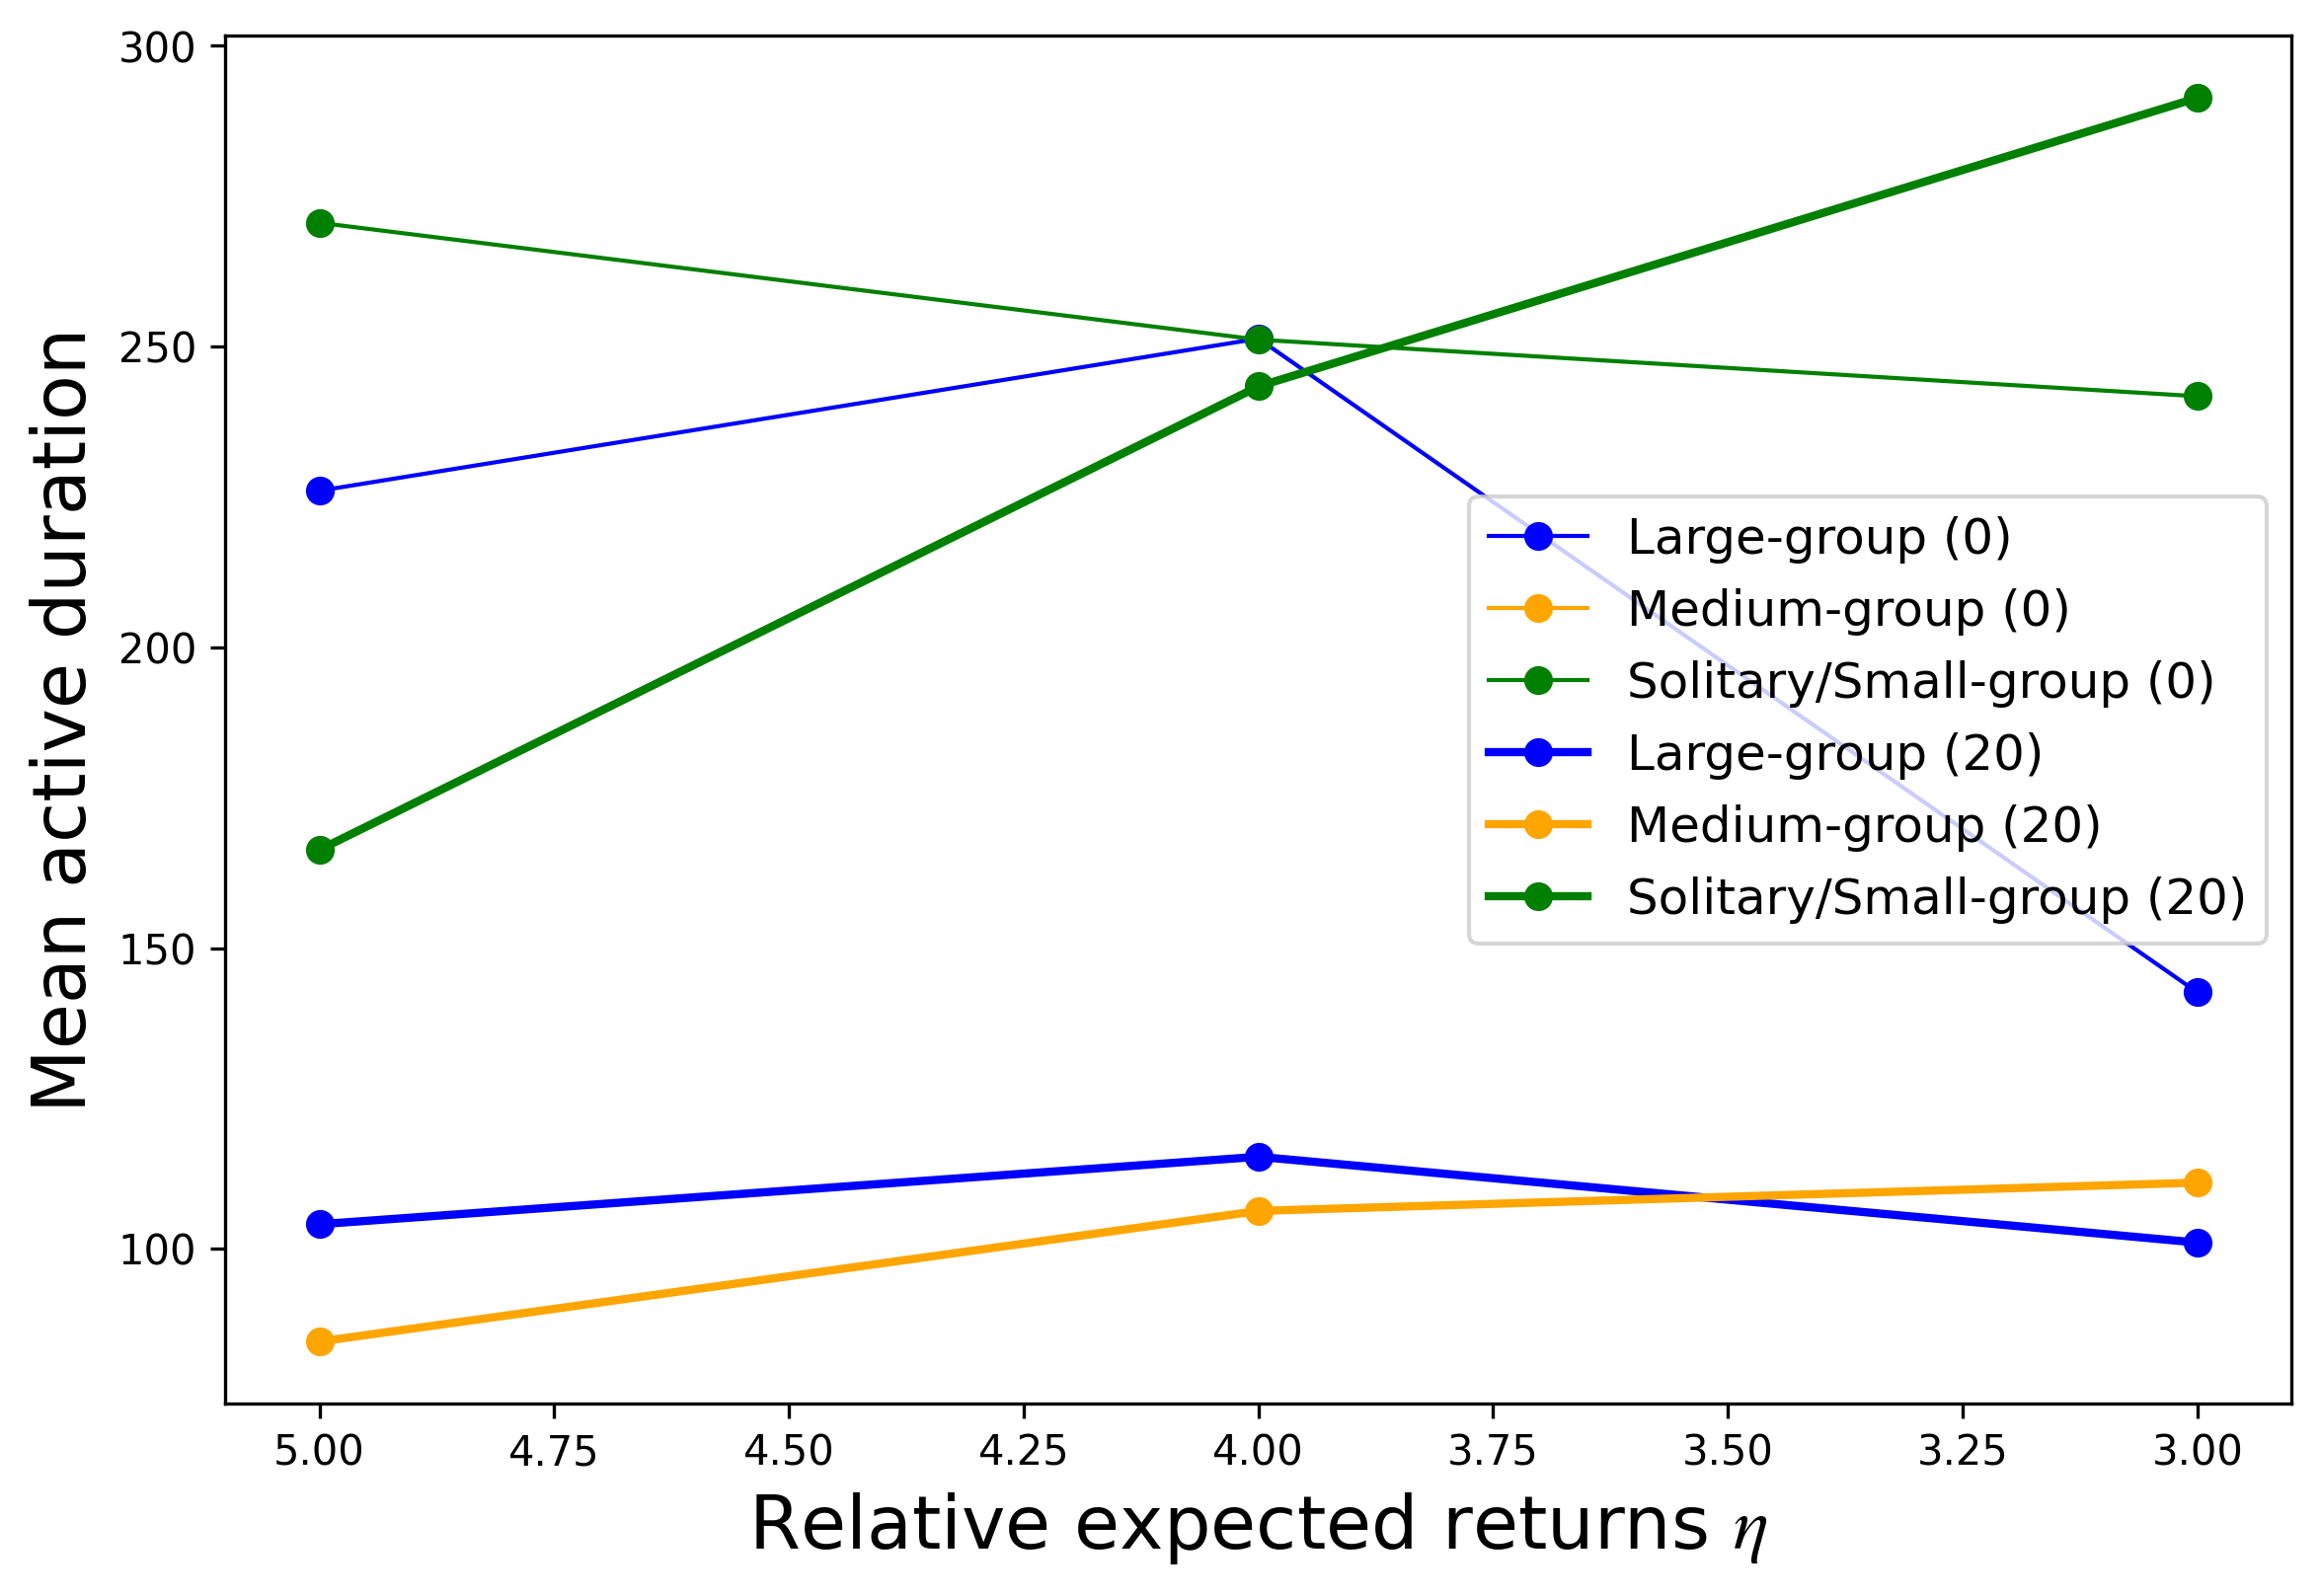 300
250
200
150
100
Mean active duration
Large-group (0)
Medium-group (0)
Solitary/Small-group (0)
Large-group (20)
Medium-group (20)
Solitary/Small-group (20)
5.00 4.75 4.50 4.25 4.00 3.75 3.50 3.25 3.00
Relative expected returns η